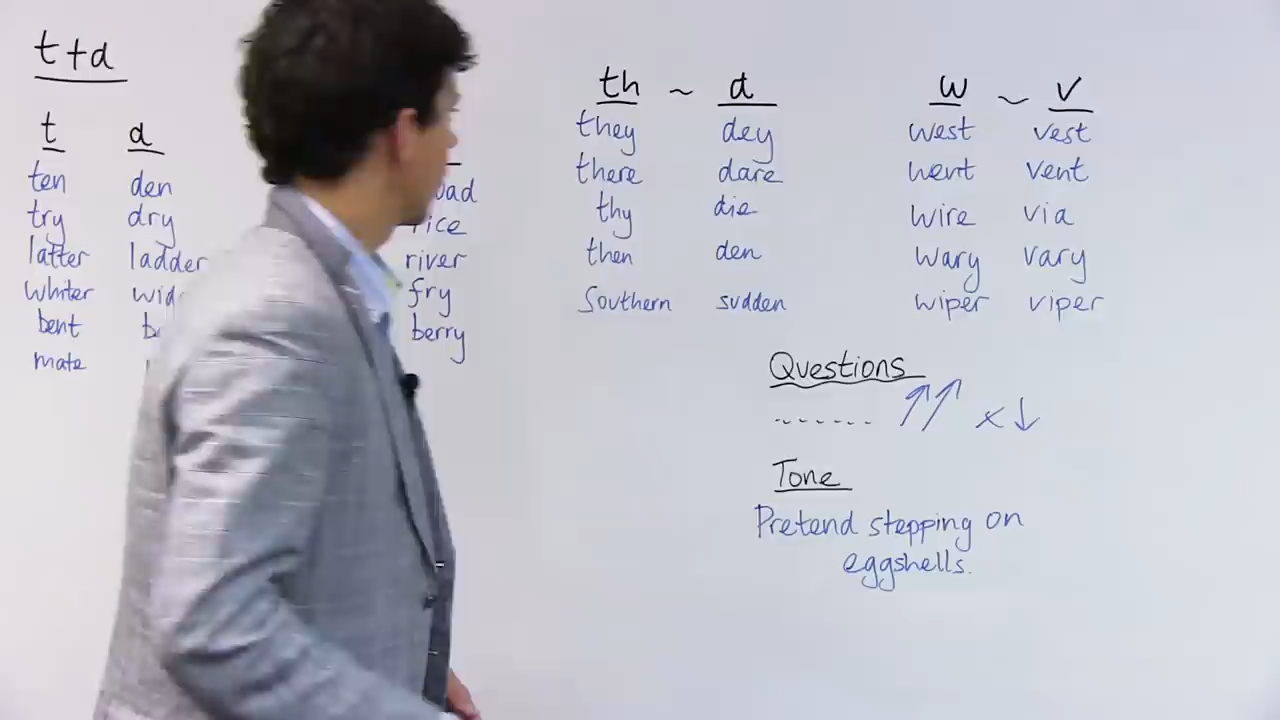 t+d
t d
ten den
try dry
latter ladder
bent
mate
rice
river
fry
berry
th ~ d
they dey
there dare
thy die
then den
Southern sudden
w ~ v
west vest
went vent
wire via
wary vary
wiper viper
Questions
....... ↗↗ x↓
Tone
Pretend stepping on
eggshells.